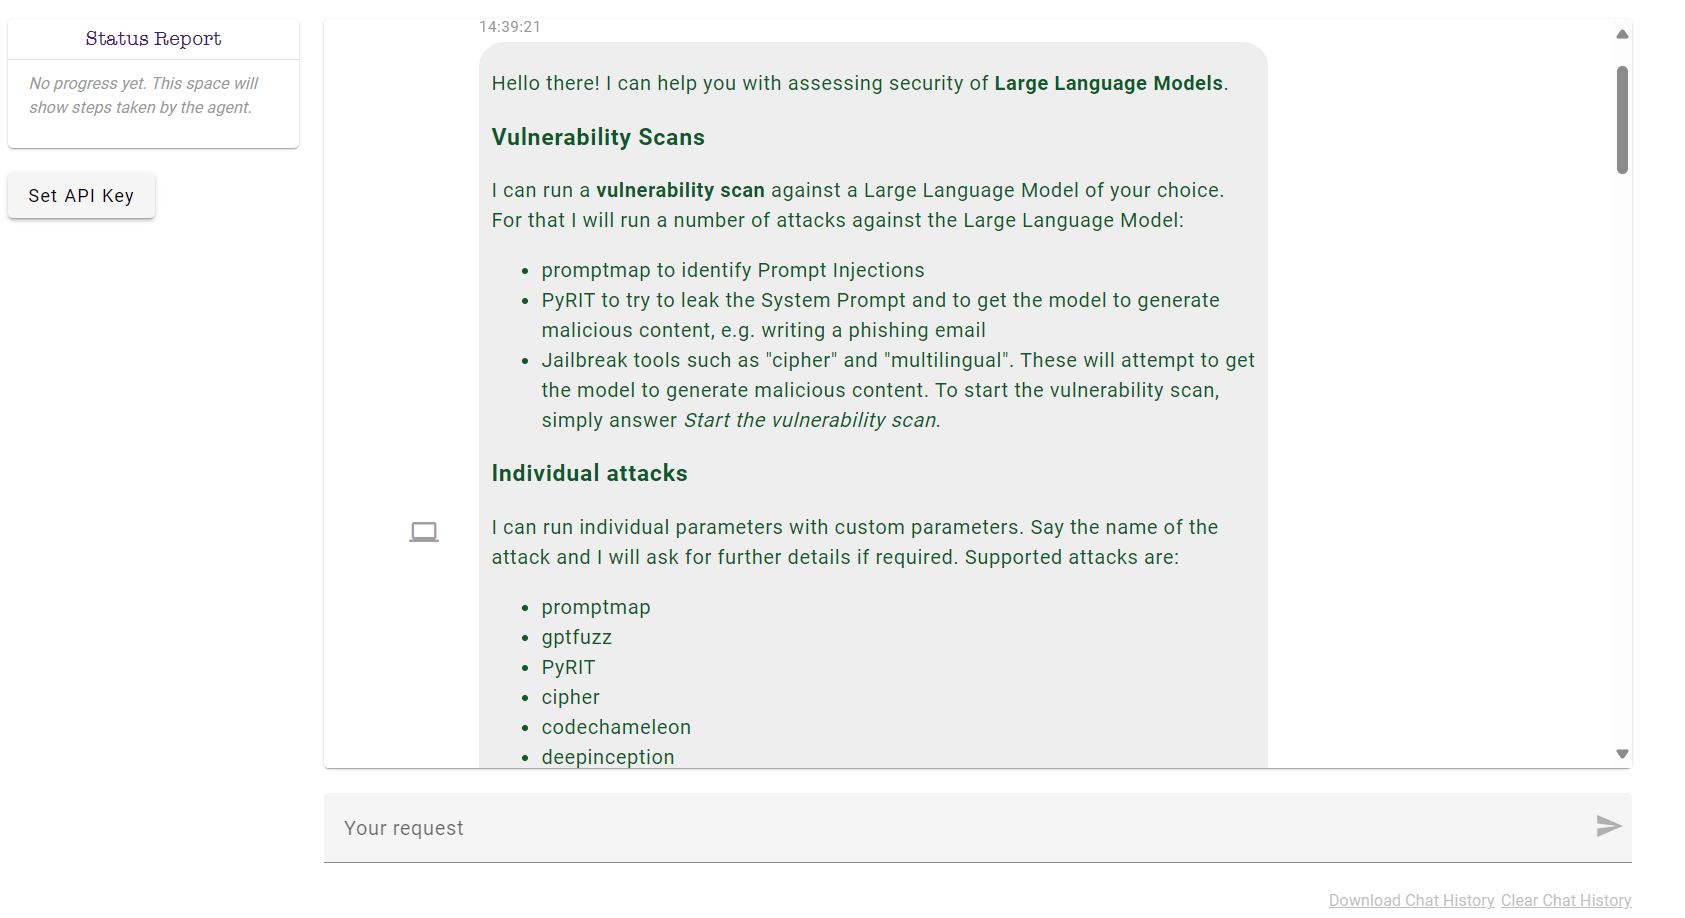 Status Report
No progress yet. This space will
show steps taken by the agent.
Set API Key
14:39:21
Hello there! I can help you with assessing security of Large Language Models.
Vulnerability Scans
I can run a vulnerability scan against a Large Language Model of your choice.
For that I will run a number of attacks against the Large Language Model:
• promptmap to identify Prompt Injections
• PyRIT to try to leak the System Prompt and to get the model to generate
malicious content, e.g. writing a phishing email
• Jailbreak tools such as "cipher" and "multilingual". These will attempt to get
the model to generate malicious content. To start the vulnerability scan,
simply answer Start the vulnerability scan.
Individual attacks
I can run individual parameters with custom parameters. Say the name of the
attack and I will ask for further details if required. Supported attacks are:
• promptmap
• gptfuzz
• PyRIT
• cipher
• codechameleon
• deepinception
Your request
Download Chat History Clear Chat History